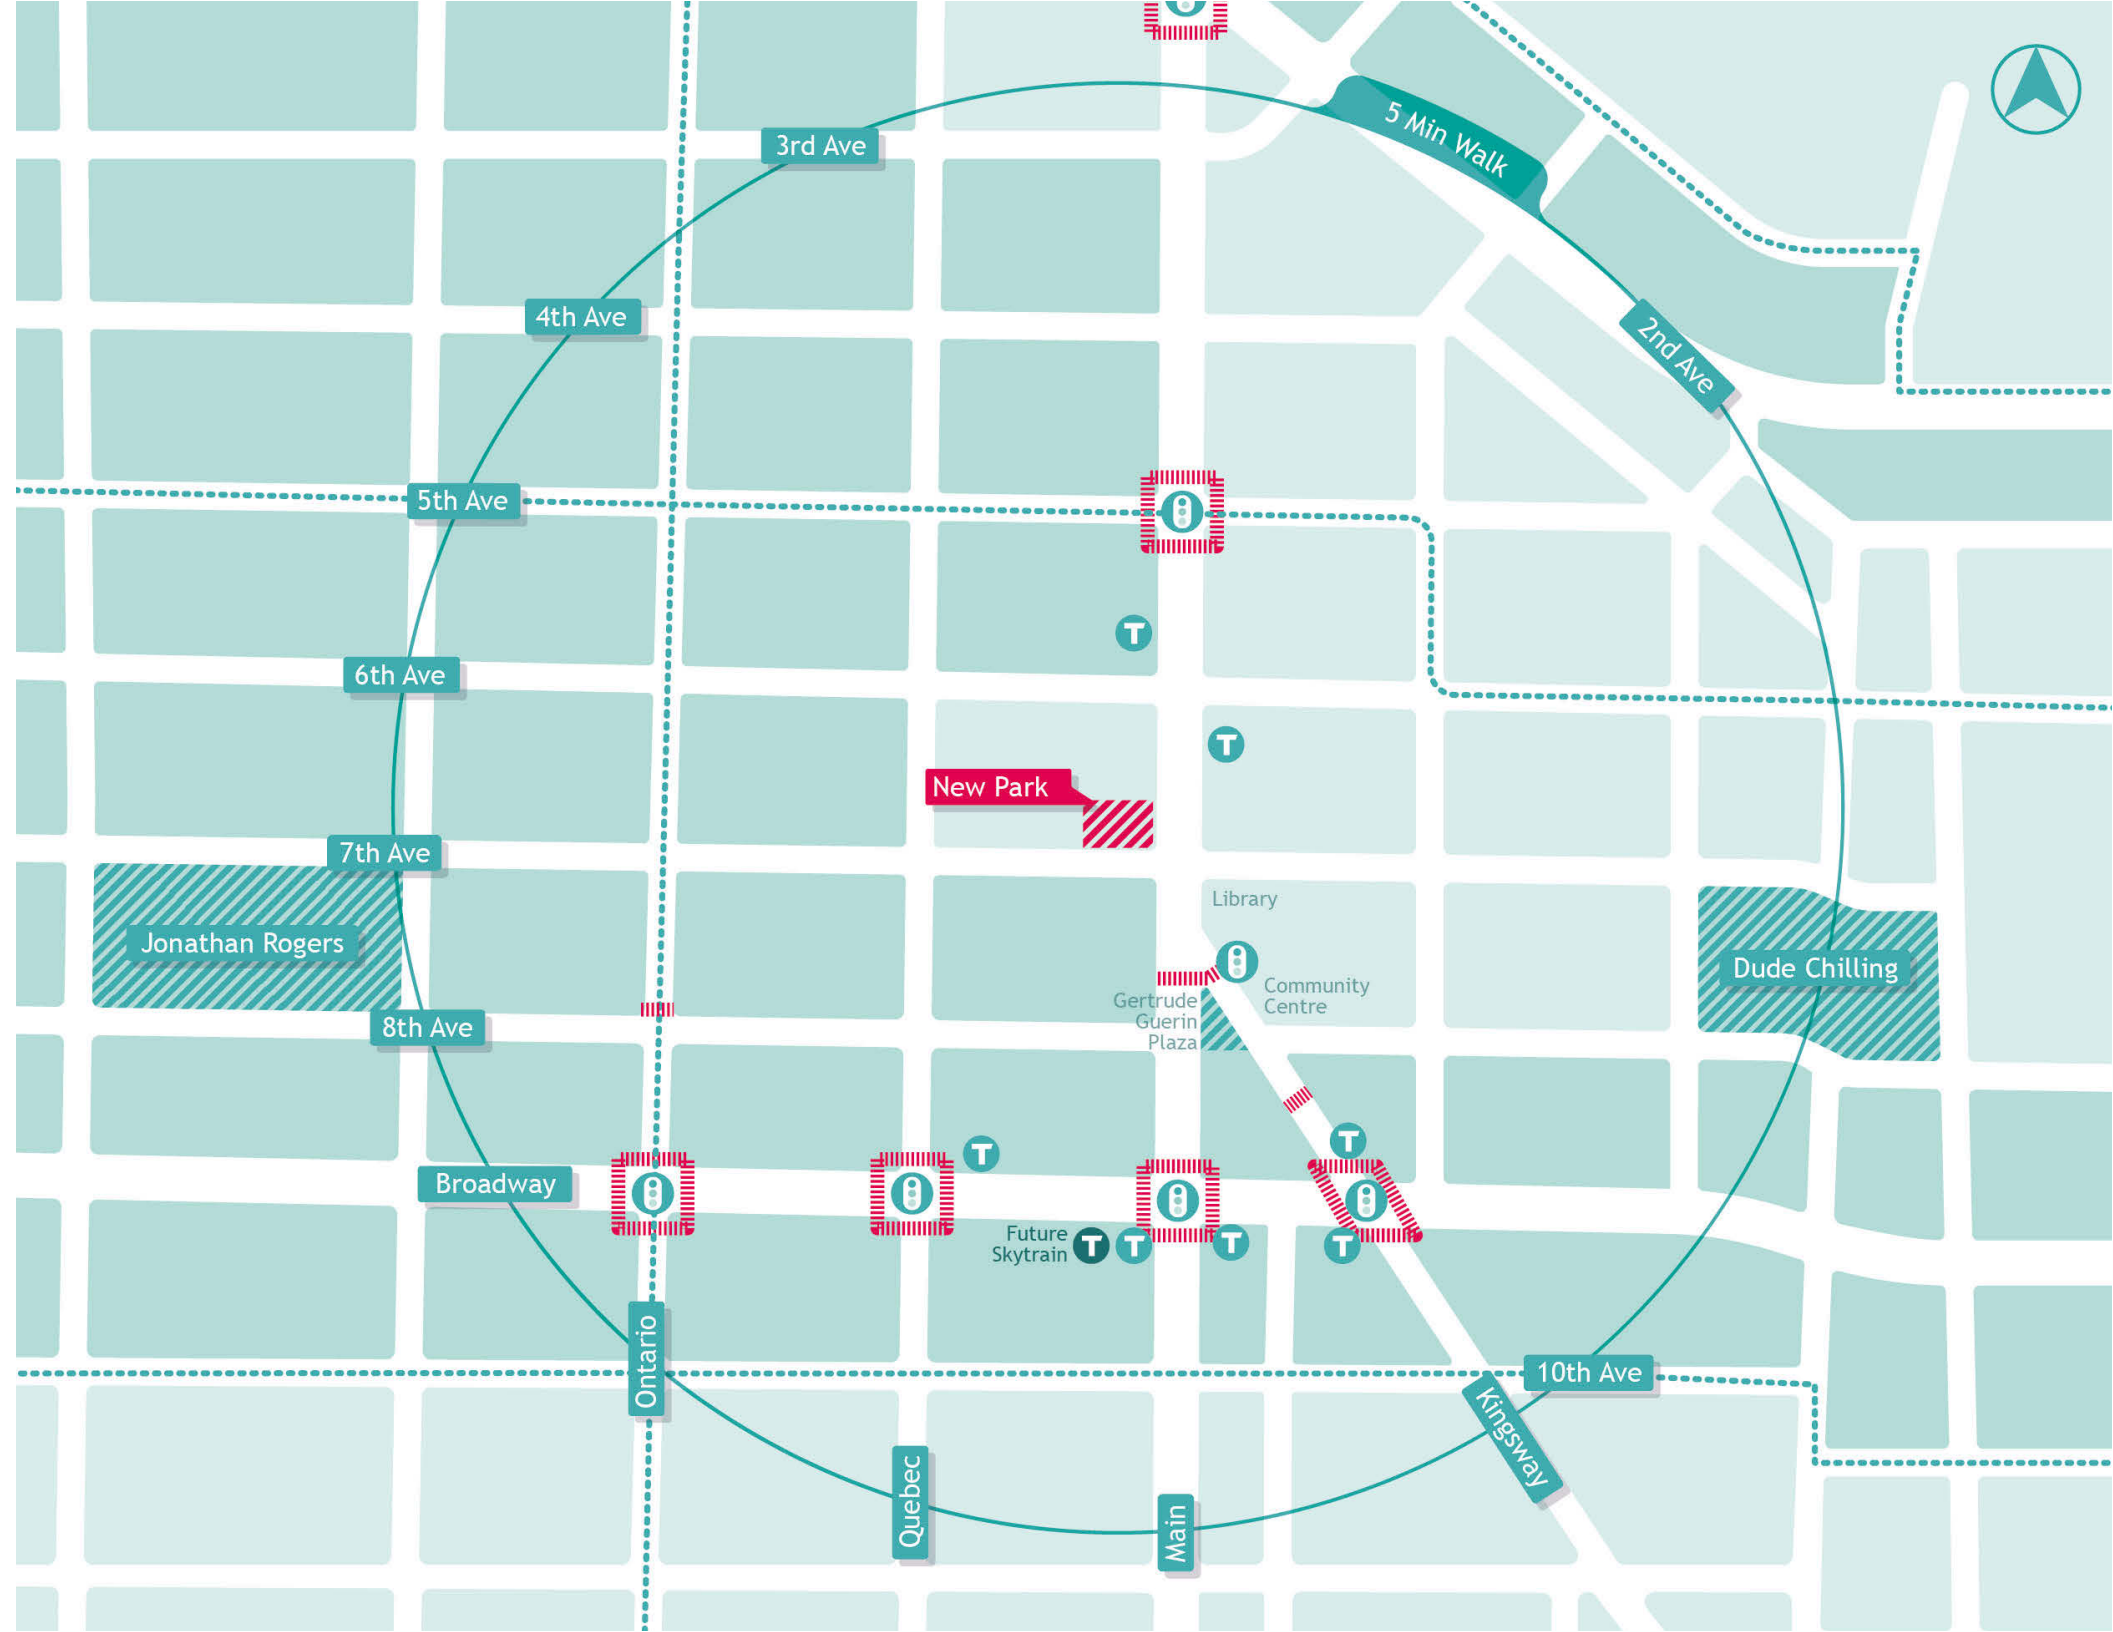 5 Min Walk
3rd Ave
4th Ave
2nd Ave
5th Ave
T
6th Ave
T
New Park
7th Ave
Library
Jonathan Rogers
Dude Chilling
Community
Centre
Gertrude
Guerin
Plaza
8th Ave
T
T
Broadway
Future
Skytrain
T
T
T
T
Ontario
10th Ave
Kingsway
Quebec
Main